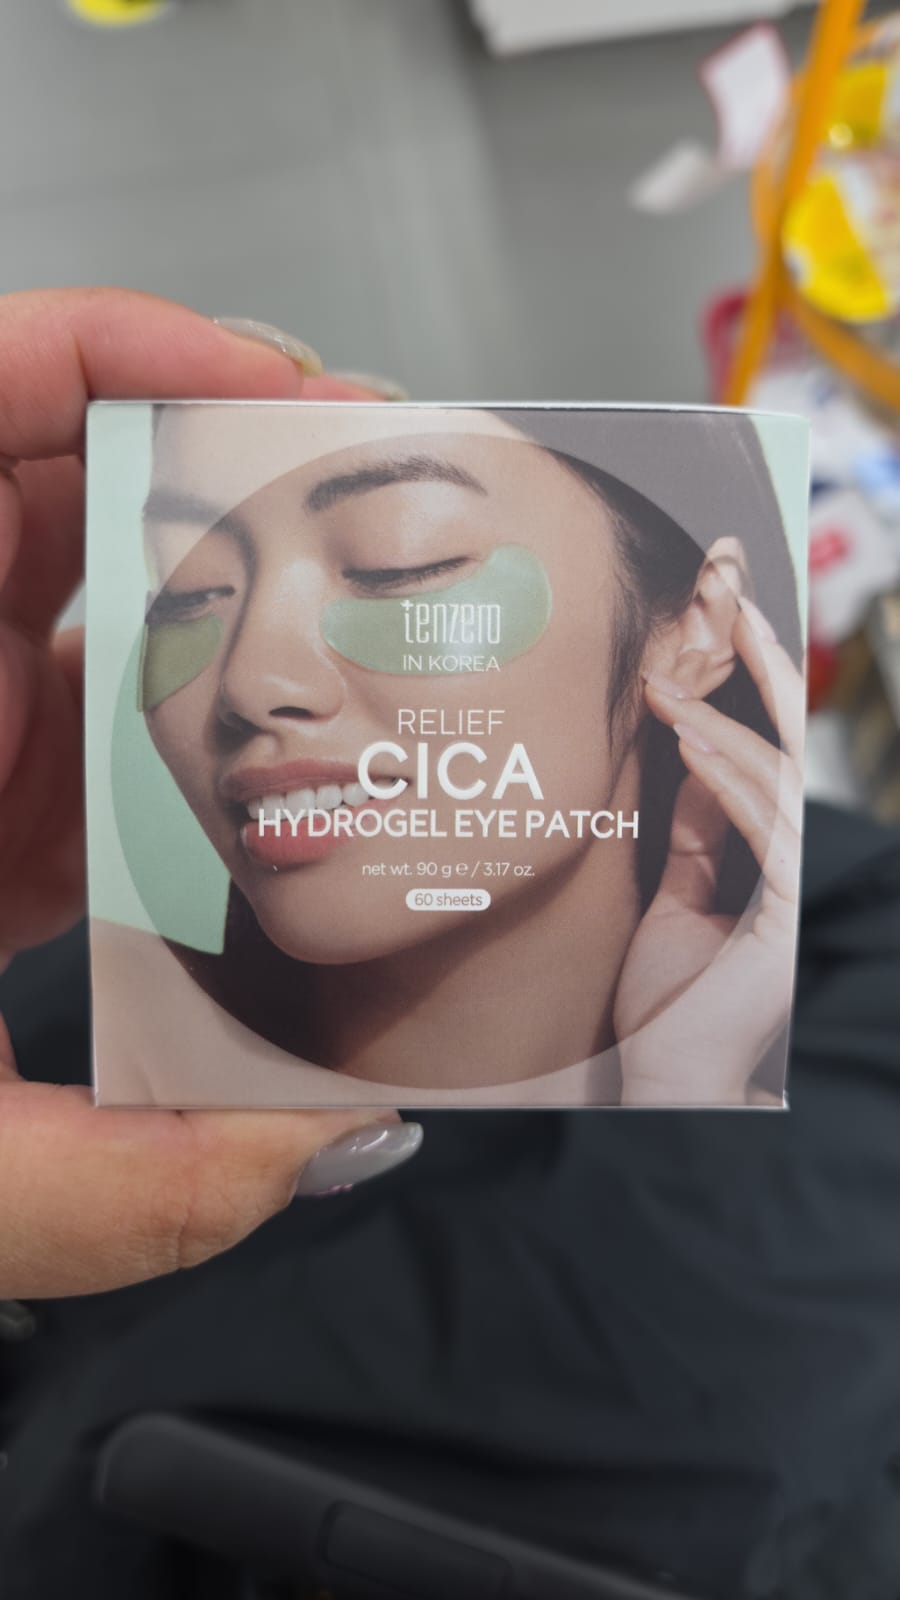 tenzero
IN KOREA
RELIEF
CICA
HYDROGEL EYE PATCH
net wt. 90 g ℮ / 3.17 oz.
60 sheets